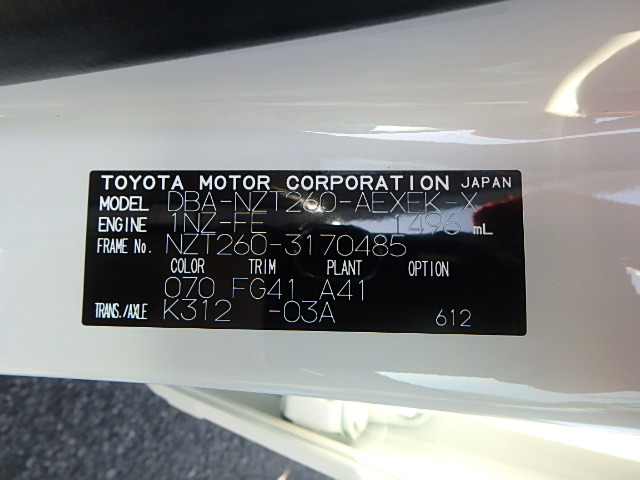 TOYOTA MOTOR CORPORATION JAPAN
MODEL DBA-NZT260-AEXEK-X
ENGINE 1NZ-FE 1496 mL
FRAME No. NZT260-3170485
COLOR TRIM PLANT OPTION
070 FG41 A41
TRANS./AXLE K312 -03A 612